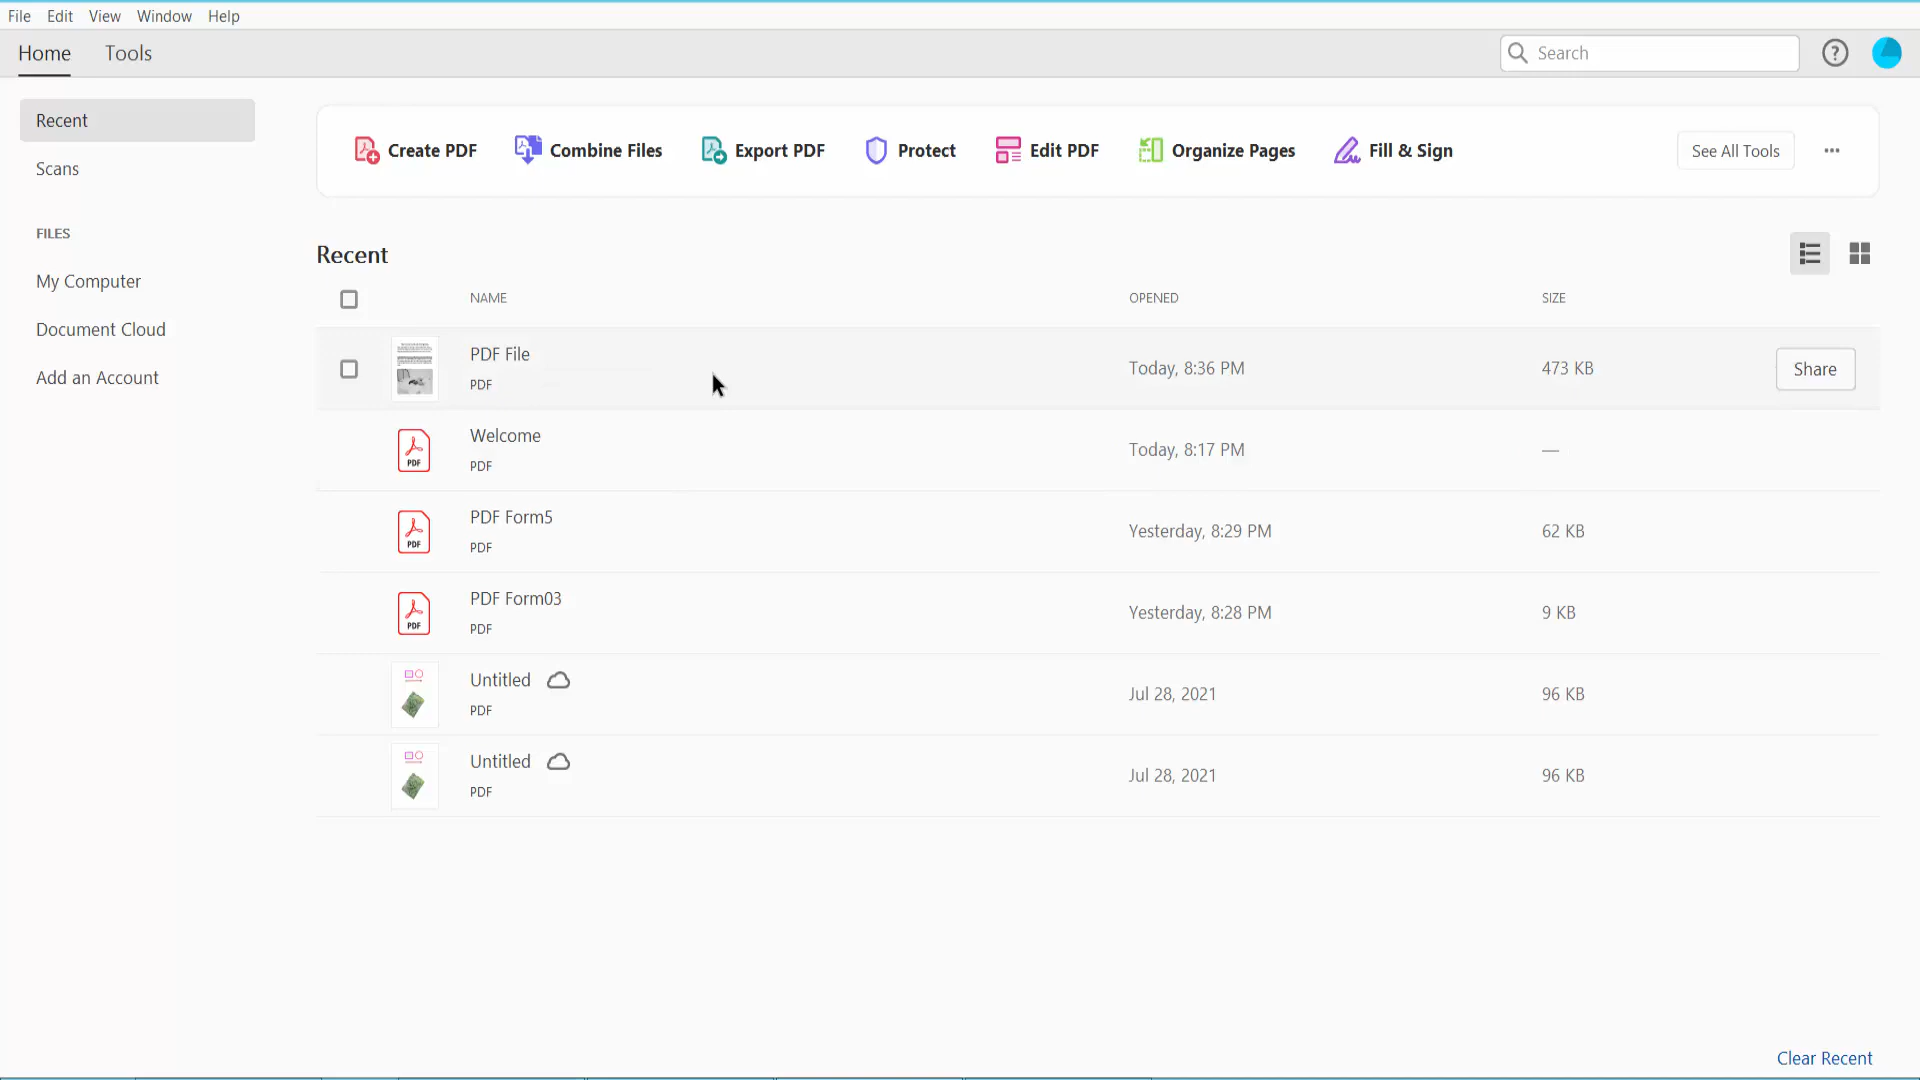 File Edit View Window Help
Home Tools Search
Recent
Scans
FILES
My Computer
Document Cloud
Add an Account
Create PDF Combine Files Export PDF Protect Edit PDF Organize Pages Fill & Sign See All Tools
Recent
NAME OPENED SIZE
PDF File
PDF
Today, 8:36 PM 473 KB Share
Welcome
PDF
Today, 8:17 PM —
PDF Form5
PDF
Yesterday, 8:29 PM 62 KB
PDF Form03
PDF
Yesterday, 8:28 PM 9 KB
Untitled
PDF
Jul 28, 2021 96 KB
Untitled
PDF
Jul 28, 2021 96 KB
PDF
PDF
PDF
Clear Recent